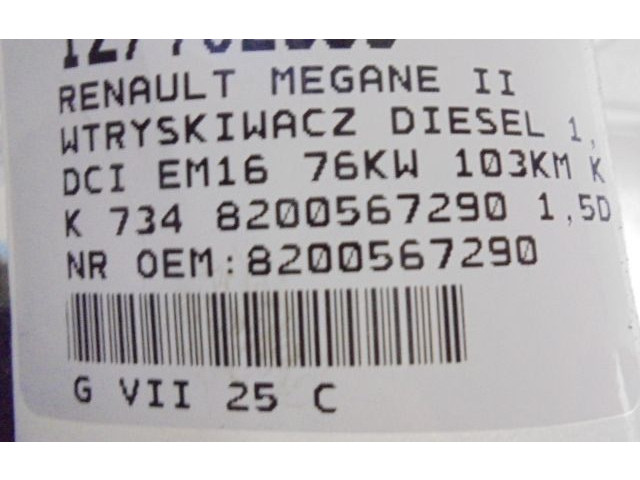 RENAULT MEGANE II
WTRYSKIWACZ DIESEL 1,
DCI EM16 76KW 103KM K
K 734 8200567290 1,5D
NR OEM:8200567290
G VII 25 C